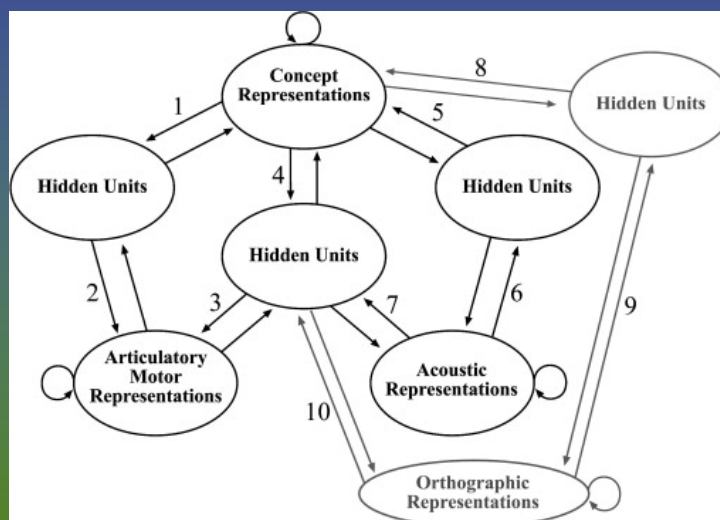 Concept
Representations
8
Hidden Units
1
5
Hidden Units
4
Hidden Units
Hidden Units
2
3
7
6
9
Articulatory
Motor
Representations
Acoustic
Representations
10
Orthographic
Representations